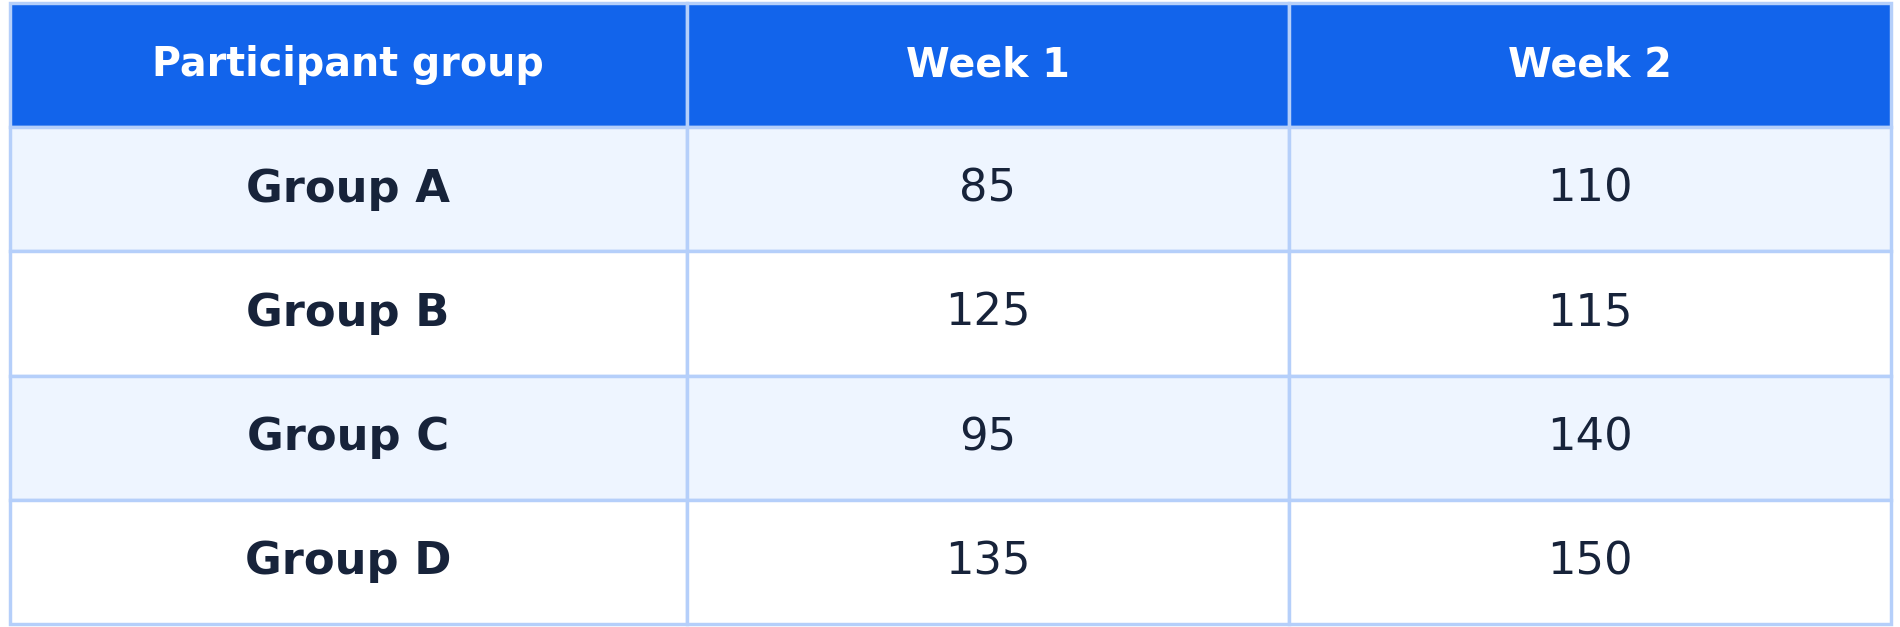 Participant group Week 1 Week 2
Group A 85 110
Group B 125 115
Group C 95 140
Group D 135 150